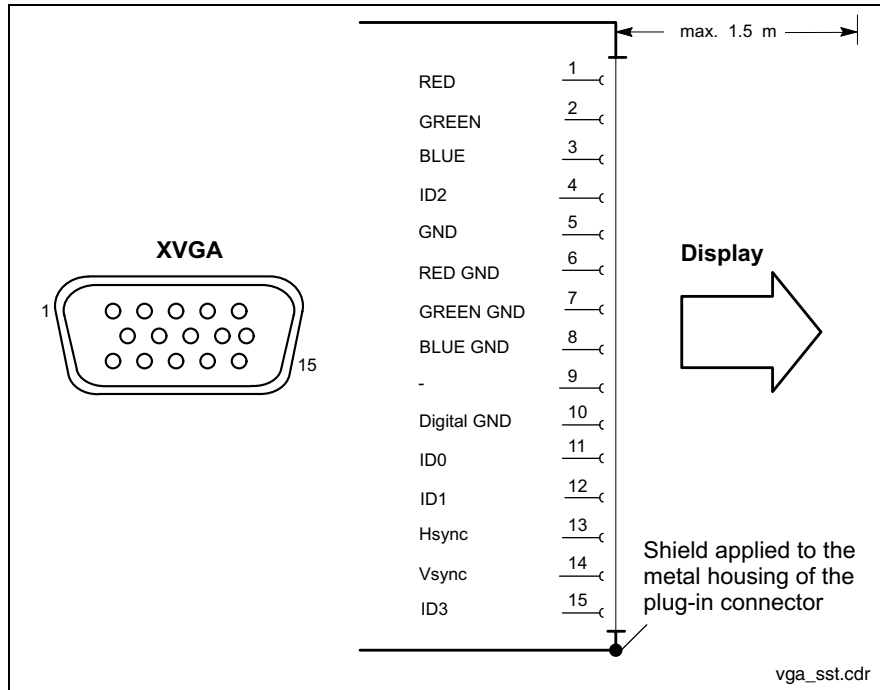 max. 1.5 m
RED 1
GREEN 2
BLUE 3
ID2 4
GND 5
RED GND 6
GREEN GND 7
BLUE GND 8
- 9
Digital GND 10
ID0 11
ID1 12
Hsync 13
Vsync 14
ID3 15
XVGA
1
15
Display
Shield applied to the
metal housing of the
plug-in connector
vga_sst.cdr